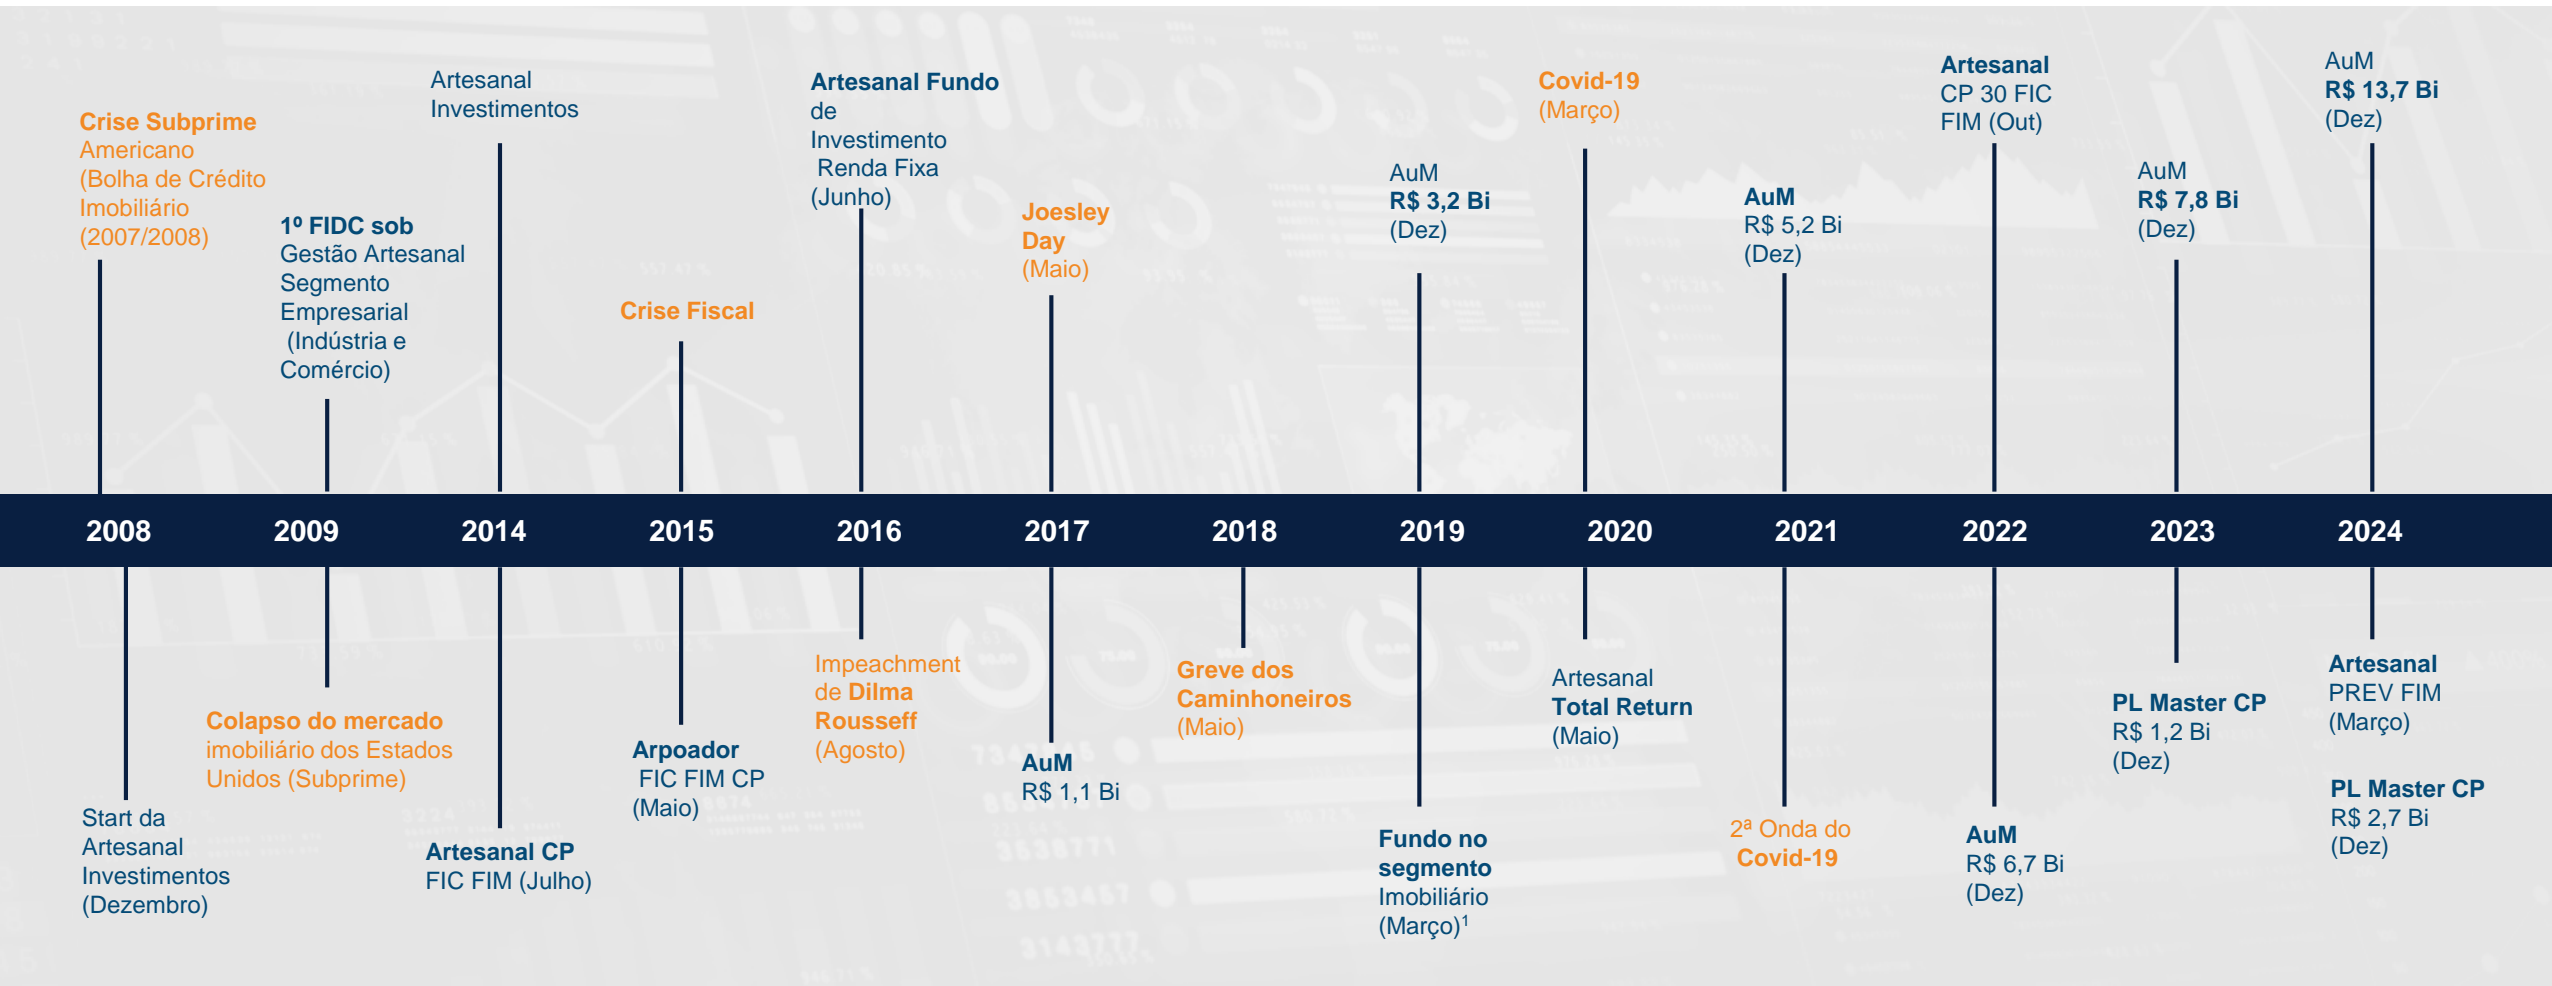 Crise Subprime
Americano
(Bolha de Crédito
Imobiliário
(2007/2008)
1º FIDC sob
Gestão Artesanal
Segmento
Empresarial
(Indústria e
Comércio)
Artesanal
Investimentos
Crise Fiscal
Artesanal Fundo
de
Investimento
Renda Fixa
(Junho)
Joesley
Day
(Maio)
AuM
R$ 3,2 Bi
(Dez)
Covid-19
(Março)
AuM
R$ 5,2 Bi
(Dez)
Artesanal
CP 30 FIC
FIM (Out)
AuM
R$ 7,8 Bi
(Dez)
AuM
R$ 13,7 Bi
(Dez)
2008 2009 2014 2015 2016 2017 2018 2019 2020 2021 2022 2023 2024
Start da
Artesanal
Investimentos
(Dezembro)
Colapso do mercado
imobiliário dos Estados
Unidos (Subprime)
Artesanal CP
FIC FIM (Julho)
Arpoador
FIC FIM CP
(Maio)
Impeachment
de Dilma
Rousseff
(Agosto)
AuM
R$ 1,1 Bi
Greve dos
Caminhoneiros
(Maio)
Fundo no
segmento
Imobiliário
(Março)¹
Artesanal
Total Return
(Maio)
2ª Onda do
Covid-19
AuM
R$ 6,7 Bi
(Dez)
PL Master CP
R$ 1,2 Bi
(Dez)
Artesanal
PREV FIM
(Março)
PL Master CP
R$ 2,7 Bi
(Dez)